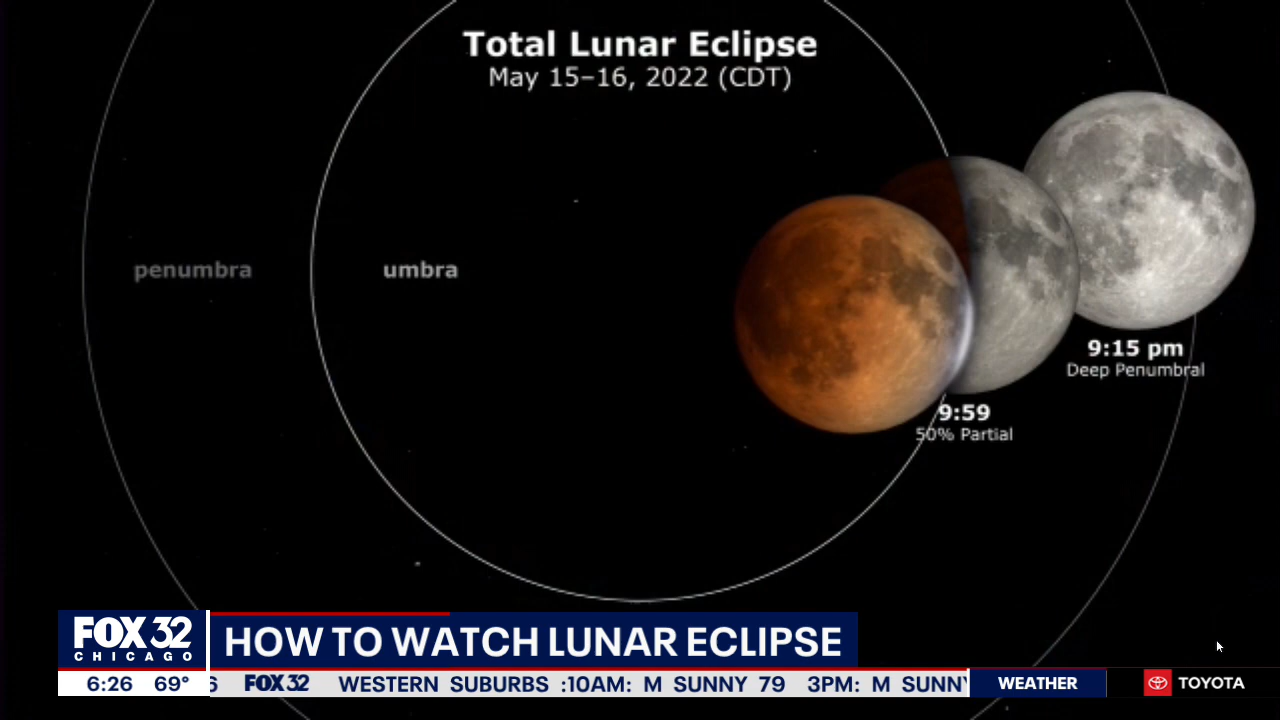 Total Lunar Eclipse
May 15–16, 2022 (CDT)
penumbra
umbra
9:15 pm
Deep Penumbral
9:59
50% Partial
FOX 32
CHICAGO
HOW TO WATCH LUNAR ECLIPSE
6:26 69° 6 FOX 32 WESTERN SUBURBS :10AM: M SUNNY 79 3PM: M SUNNY WEATHER TOYOTA